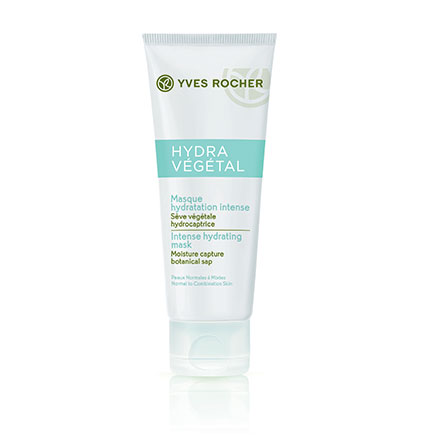 YVES ROCHER
HYDRA
VÉGÉTAL
Masque
hydratation intense
Sève végétale
hydrocaptrice
Intense hydrating
mask
Moisture capture
botanical sap
Peaux Normales à Mixtes
Normal to Combination Skin